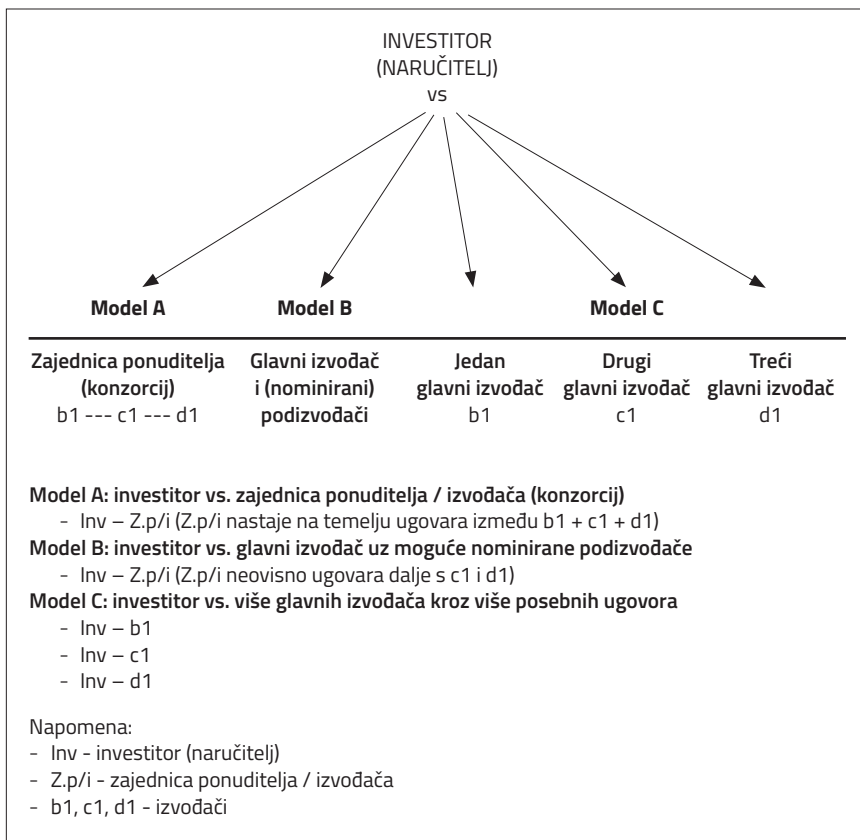 INVESTITOR
(NARUČITELJ)
vs
Model A Model B Model C
Zajednica ponuditelja
(konzorcij)
b1 --- c1 --- d1
Glavni izvođač
i (nominirani)
podizvođači
Jedan
glavni izvođač
b1
Drugi
glavni izvođač
c1
Treći
glavni izvođač
d1
Model A: investitor vs. zajednica ponuditelja / izvođača (konzorcij)
- Inv – Z.p/i (Z.p/i nastaje na temelju ugovara između b1 + c1 + d1)
Model B: investitor vs. glavni izvođač uz moguće nominirane podizvođače
- Inv – Z.p/i (Z.p/i neovisno ugovara dalje s c1 i d1)
Model C: investitor vs. više glavnih izvođača kroz više posebnih ugovora
- Inv – b1
- Inv – c1
- Inv – d1
Napomena:
- Inv - investitor (naručitelj)
- Z.p/i - zajednica ponuditelja / izvođača
- b1, c1, d1 - izvođači